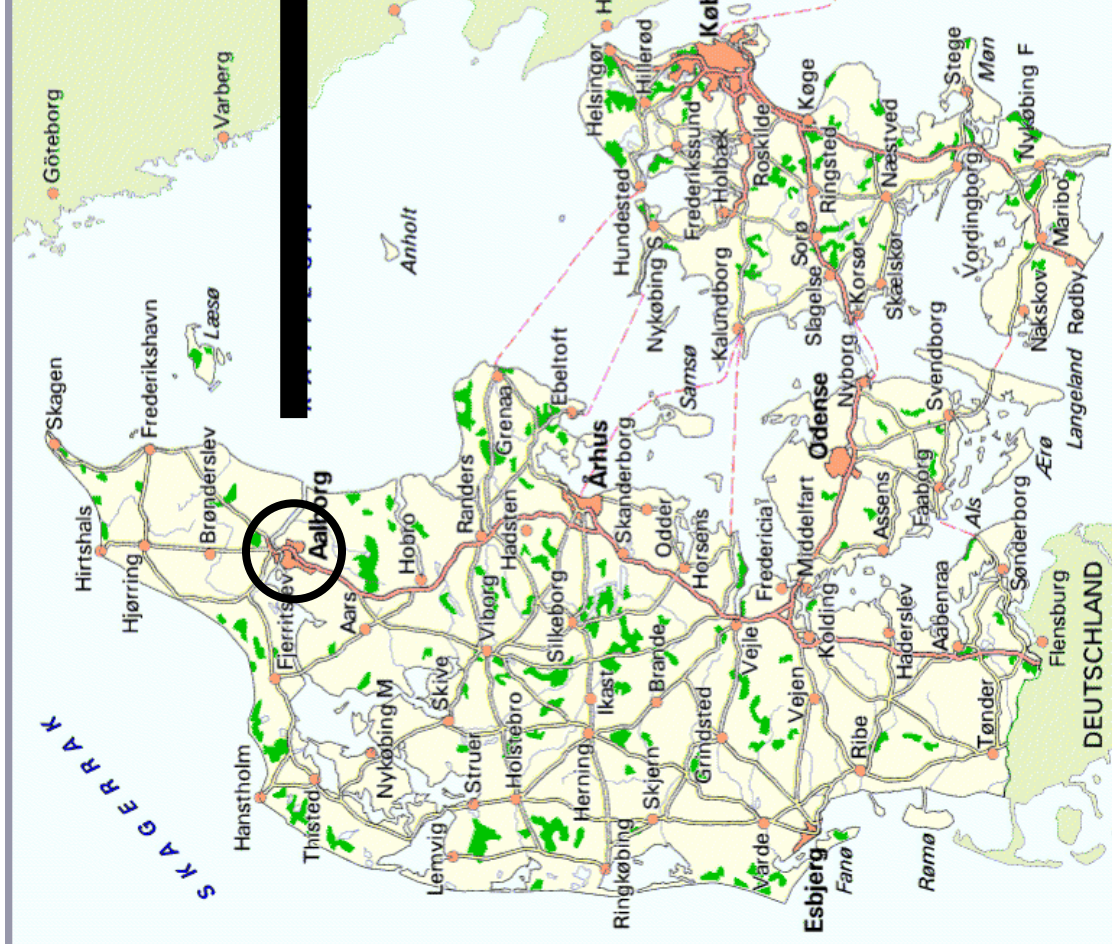 Göteborg
Skagen
Hirtshals
SKAGERRAK
Hjørring
Frederikshavn
Varberg
Læsø
Brønderslev
Hansholm
Fjerritslev
Aalborg
Thisted
Aars
Nykøbing M
Hobro
Anholt
Lemvig
Skive
Struer
Viborg
Randers
Grenaa
Hadsten
Holstebro
Silkeborg
Ebeltoft
Århus
Helsingør
Hundested
Herning
Ikast
Ringkøbing
Skanderborg
Hillerød
Nykøbing S
Skjern
Brande
Odder
Samsø
Frederikssund
Grindsted
Horsens
Kalundborg
Holbæk
Køb
Vejle
Varde
Fredericia
Roskilde
Vejen
Middelfart
Odense
Slagelse
Sorø
Køge
Esbjerg
Kolding
Nyborg
Korsør
Ringsted
Fanø
Ribe
Assens
Skælskør
Næstved
Haderslev
Faaborg
Svendborg
Rømø
Aabenraa
Als
Vordingborg
Stege
Tønder
Sønderborg
Ærø
Møn
Flensburg
Langeland
Nakskov
Maribo
Nykøbing F
Rødby
DEUTSCHLAND